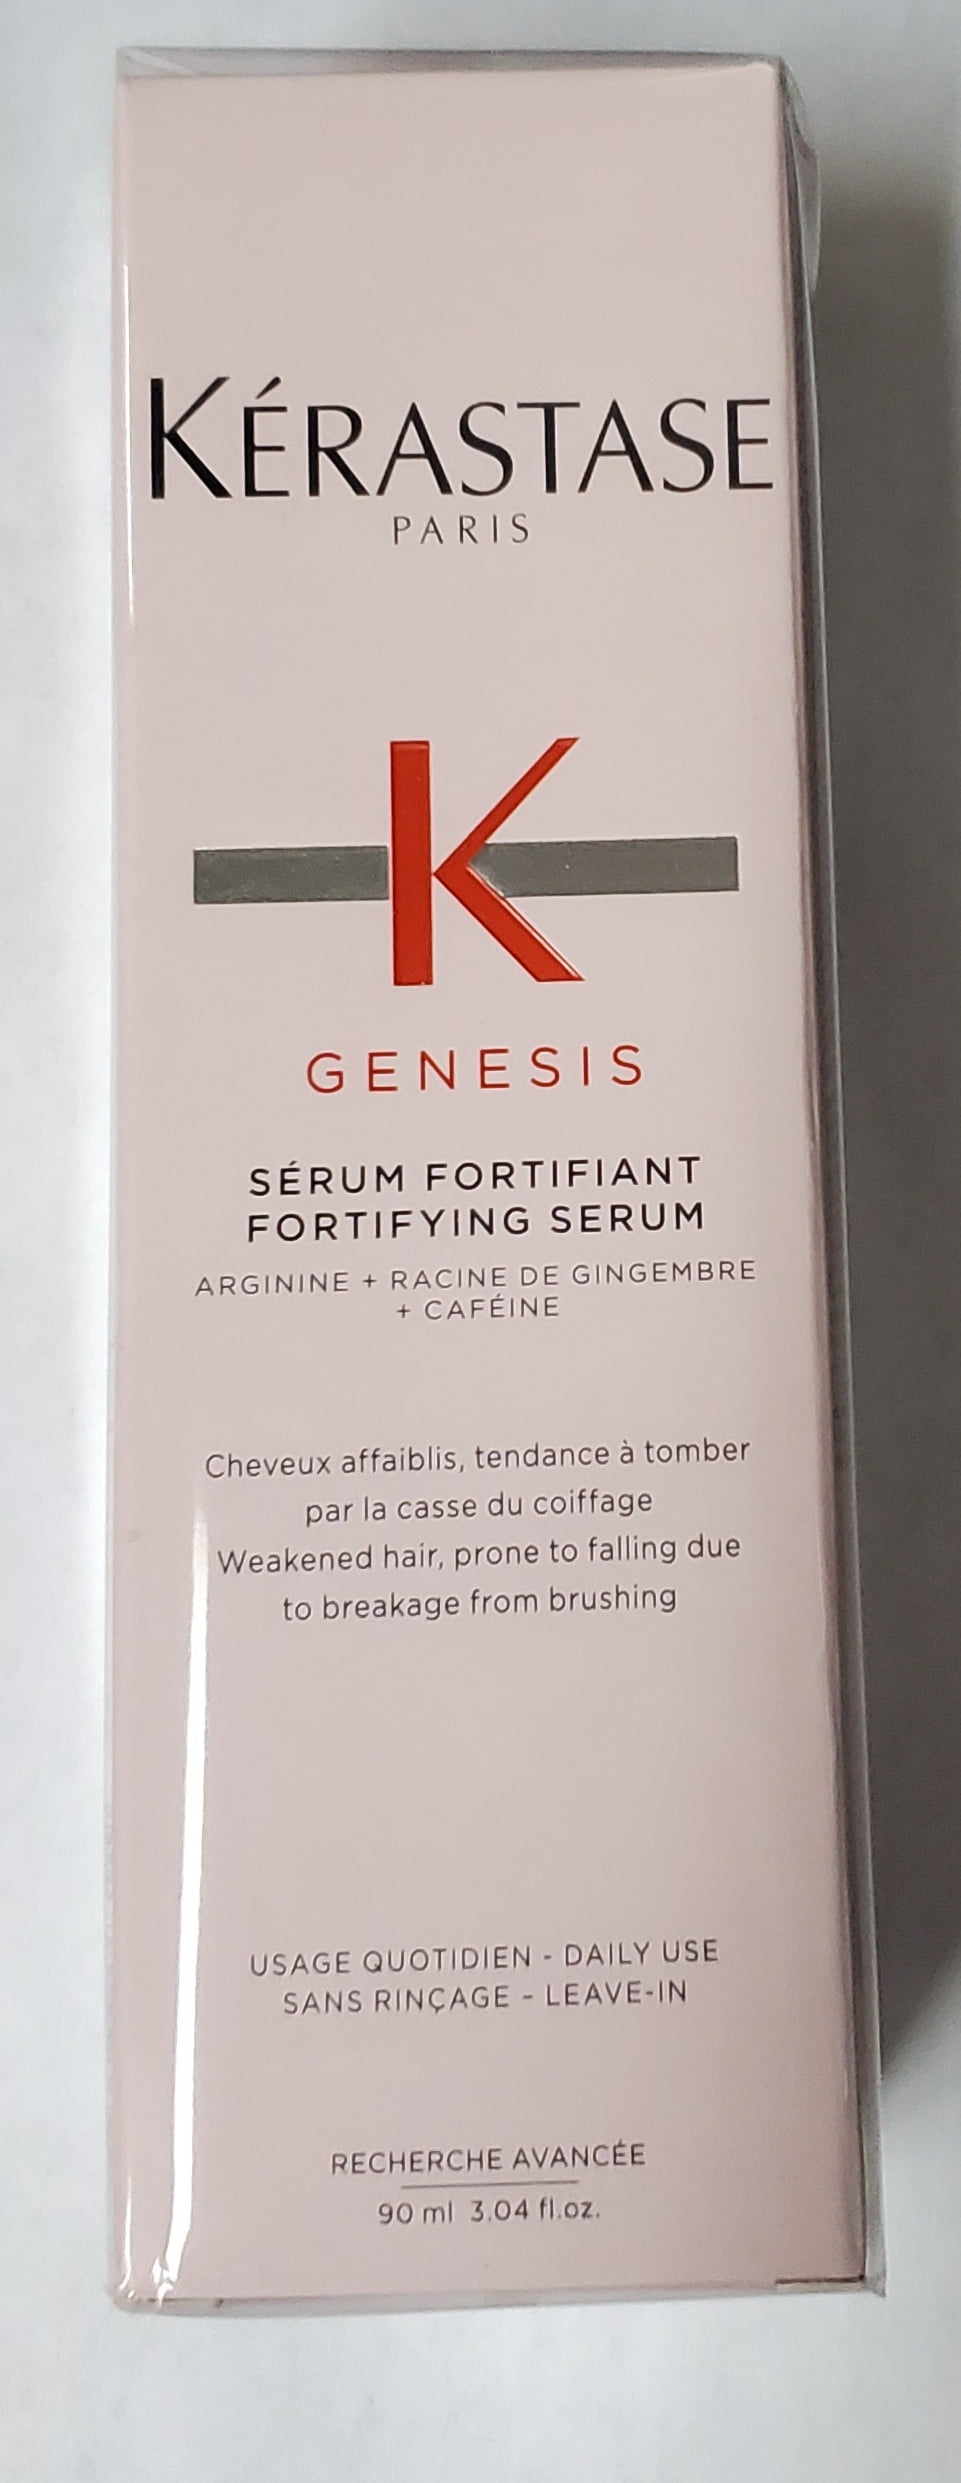 KÉRASTASE
PARIS
K
GENESIS
SÉRUM FORTIFIANT
FORTIFYING SERUM
ARGININE + RACINE DE GINGEMBRE
+ CAFÉINE
Cheveux affaiblis, tendance à tomber
par la casse du coiffage
Weakened hair, prone to falling due
to breakage from brushing
USAGE QUOTIDIEN - DAILY USE
SANS RINÇAGE - LEAVE-IN
RECHERCHE AVANCÉE
90 ml 3.04 fl.oz.